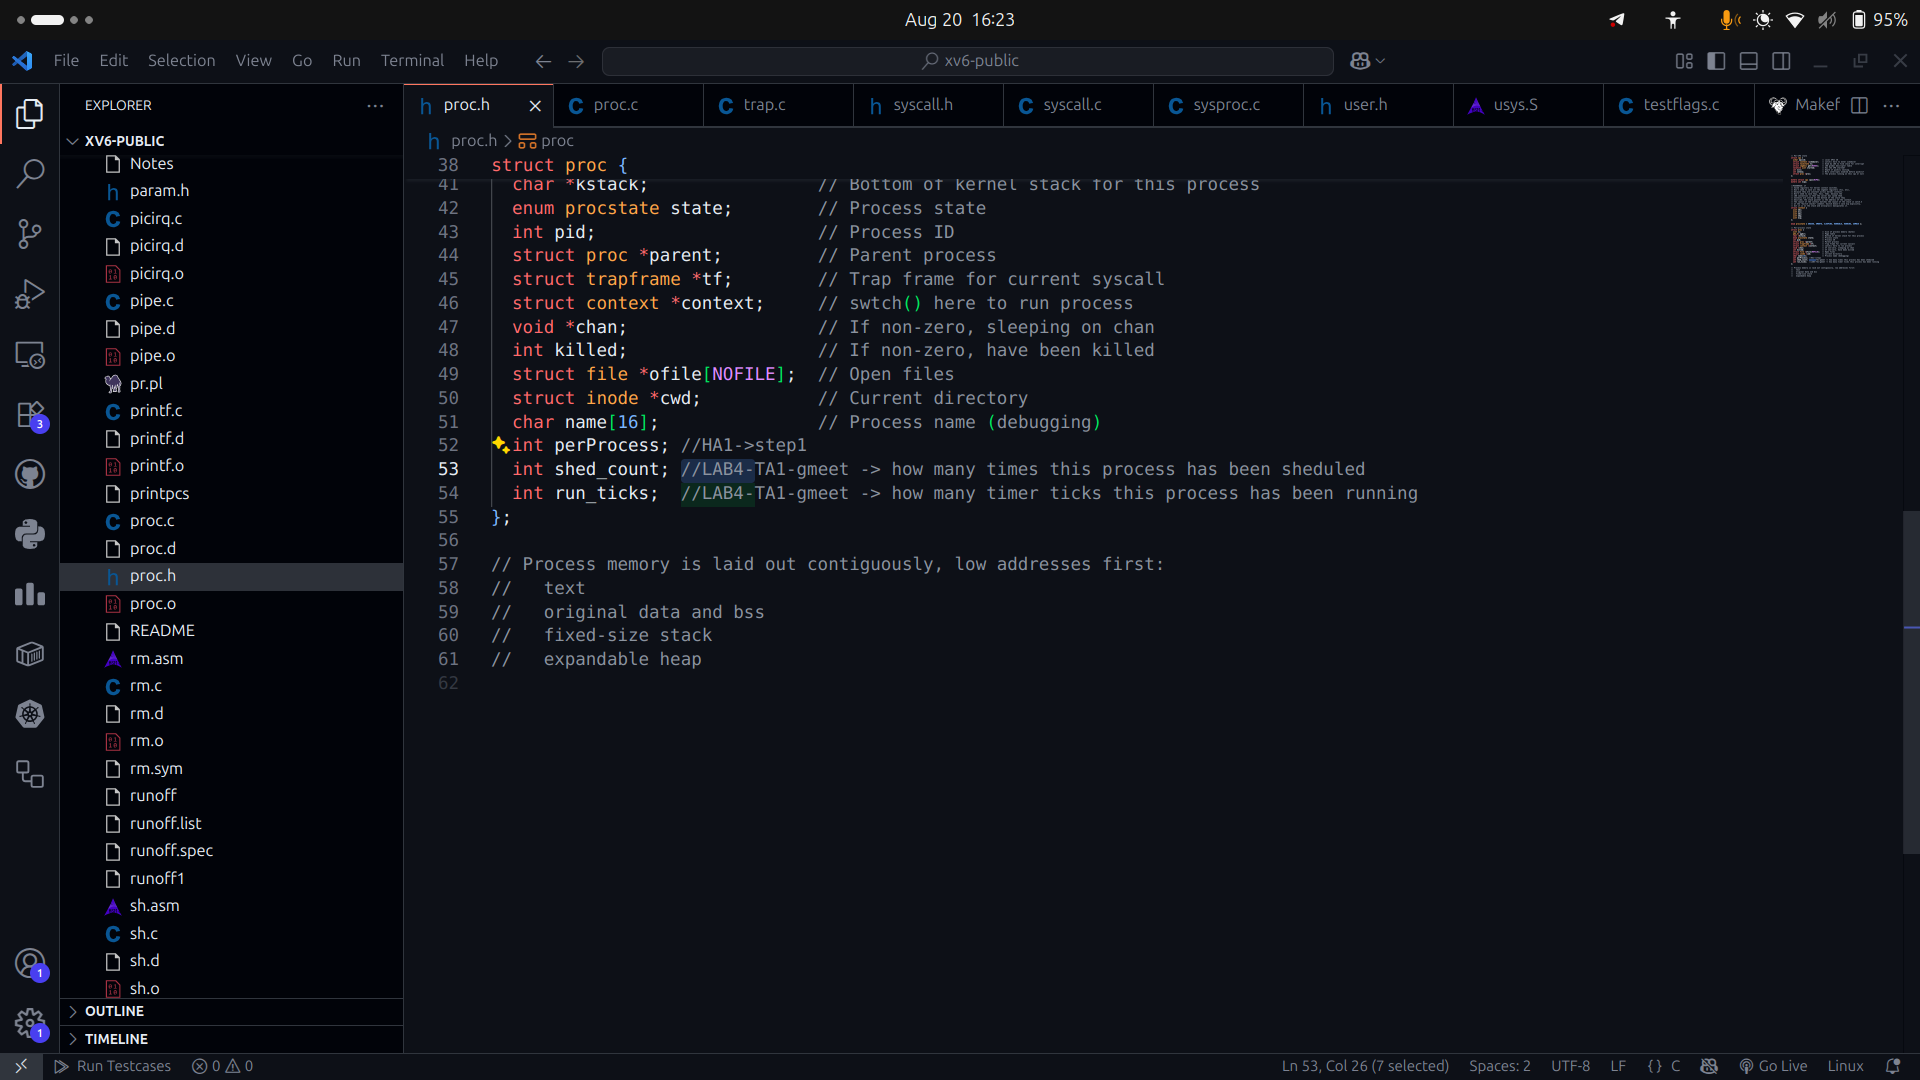 Aug 20 16:23
95%
File Edit Selection View Go Run Terminal Help
xv6-public
EXPLORER
XV6-PUBLIC
Notes
param.h
picirq.c
picirq.d
picirq.o
pipe.c
pipe.d
pipe.o
pr.pl
printf.c
printf.d
printf.o
printpcs
proc.c
proc.d
proc.h
proc.o
README
rm.asm
rm.c
rm.d
rm.o
rm.sym
runoff
runoff.list
runoff.spec
runoff1
sh.asm
sh.c
sh.d
sh.o
OUTLINE
TIMELINE
3
1
1
proc.h proc.c trap.c syscall.h syscall.c sysproc.c user.h usys.S testflags.c Makef
proc.h > proc
38 struct proc {
41 char *kstack; // Bottom of kernel stack for this process
42 enum procstate state; // Process state
43 int pid; // Process ID
44 struct proc *parent; // Parent process
45 struct trapframe *tf; // Trap frame for current syscall
46 struct context *context; // swtch() here to run process
47 void *chan; // If non-zero, sleeping on chan
48 int killed; // If non-zero, have been killed
49 struct file *ofile[NOFILE]; // Open files
50 struct inode *cwd; // Current directory
51 char name[16]; // Process name (debugging)
52 int perProcess; //HA1->step1
53 int shed_count; //LAB4-TA1-gmeet -> how many times this process has been sheduled
54 int run_ticks; //LAB4-TA1-gmeet -> how many timer ticks this process has been running
55 };
56
57 // Process memory is laid out contiguously, low addresses first:
58 // text
59 // original data and bss
60 // fixed-size stack
61 // expandable heap
62
Run Testcases 0 0
Ln 53, Col 26 (7 selected) Spaces: 2 UTF-8 LF {} C Go Live Linux